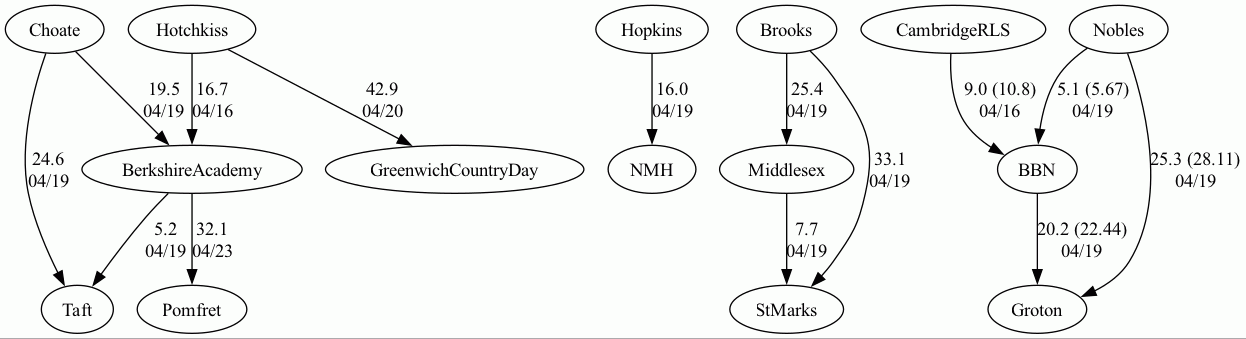 Choate
Hotchkiss
Hopkins
Brooks
CambridgeRLS
Nobles
19.5
04/19
16.7
04/16
42.9
04/20
16.0
04/19
25.4
04/19
9.0 (10.8)
04/16
5.1 (5.67)
04/19
24.6
04/19
BerkshireAcademy
GreenwichCountryDay
NMH
Middlesex
33.1
04/19
BBN
25.3 (28.11)
04/19
5.2
04/19
32.1
04/23
7.7
04/19
20.2 (22.44)
04/19
Taft
Pomfret
StMarks
Groton